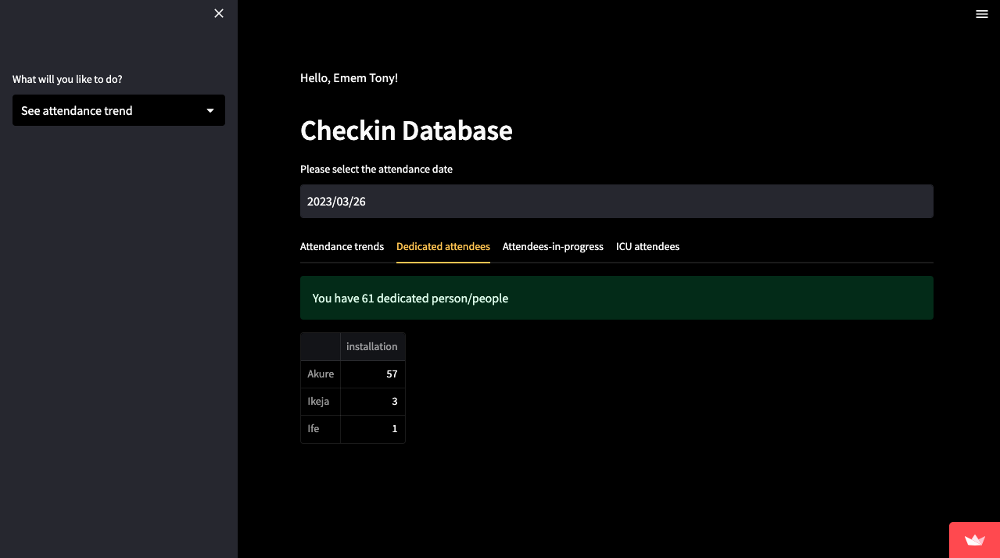 What will you like to do?
See attendance trend
Hello, Emem Tony!
Checkin Database
Please select the attendance date
2023/03/26
Attendance trends Dedicated attendees Attendees-in-progress ICU attendees
You have 61 dedicated person/people
installation
Akure 57
Ikeja 3
Ife 1